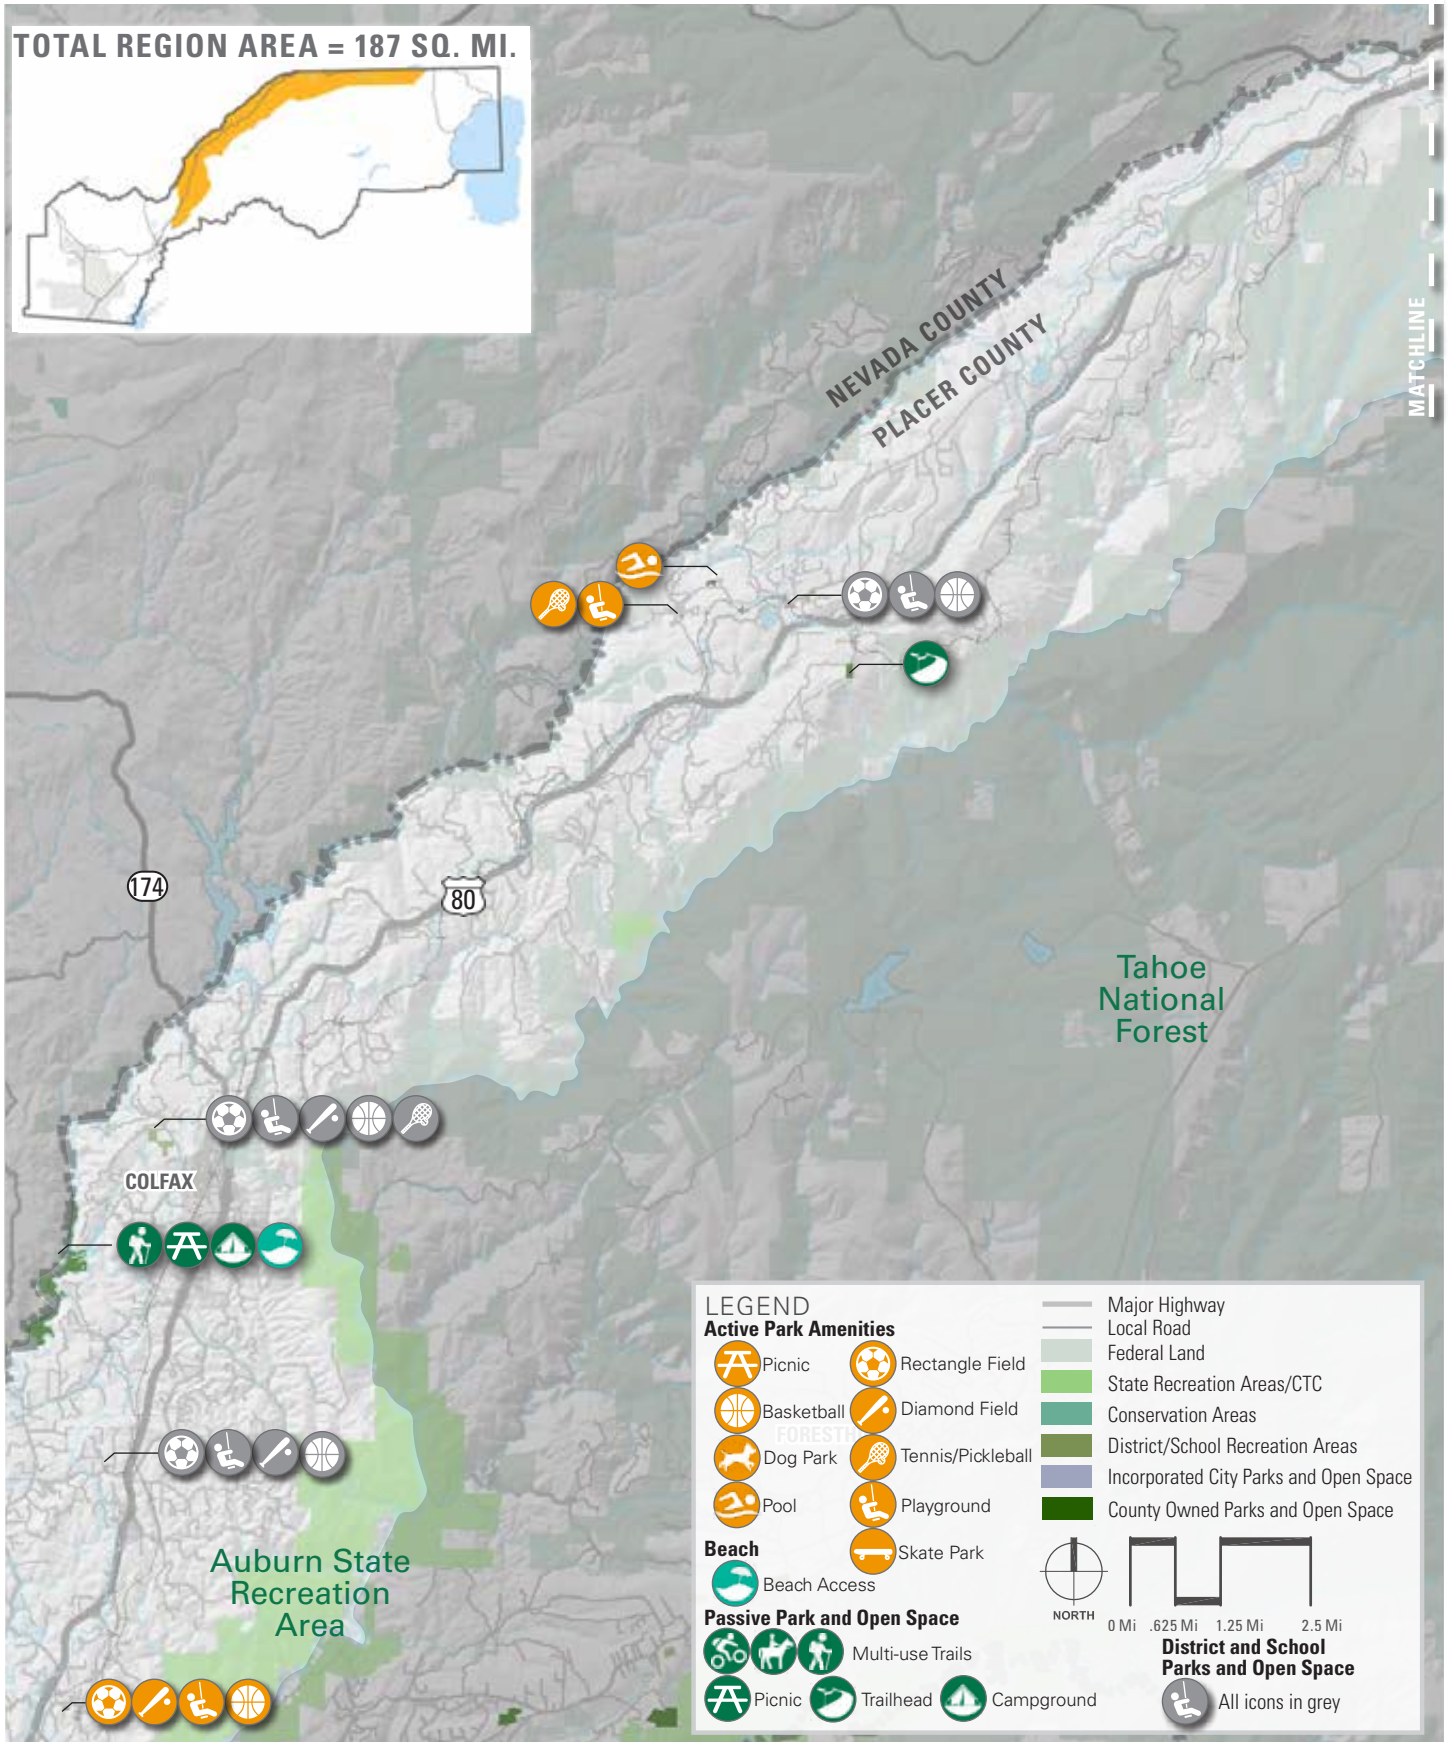 TOTAL REGION AREA = 187 SQ. MI.
NEVADA COUNTY
PLACER COUNTY
MATCHLINE
174
80
Tahoe
National
Forest
COLFAX
Auburn State
Recreation
Area
LEGEND
Active Park Amenities
Picnic
Rectangle Field
Basketball
Diamond Field
Dog Park
Tennis/Pickleball
Pool
Playground
Skate Park
Beach
Beach Access
Passive Park and Open Space
Multi-use Trails
Picnic
Trailhead
Campground
Major Highway
Local Road
Federal Land
State Recreation Areas/CTC
Conservation Areas
District/School Recreation Areas
Incorporated City Parks and Open Space
County Owned Parks and Open Space
NORTH
0 Mi .625 Mi 1.25 Mi 2.5 Mi
District and School
Parks and Open Space
All icons in grey